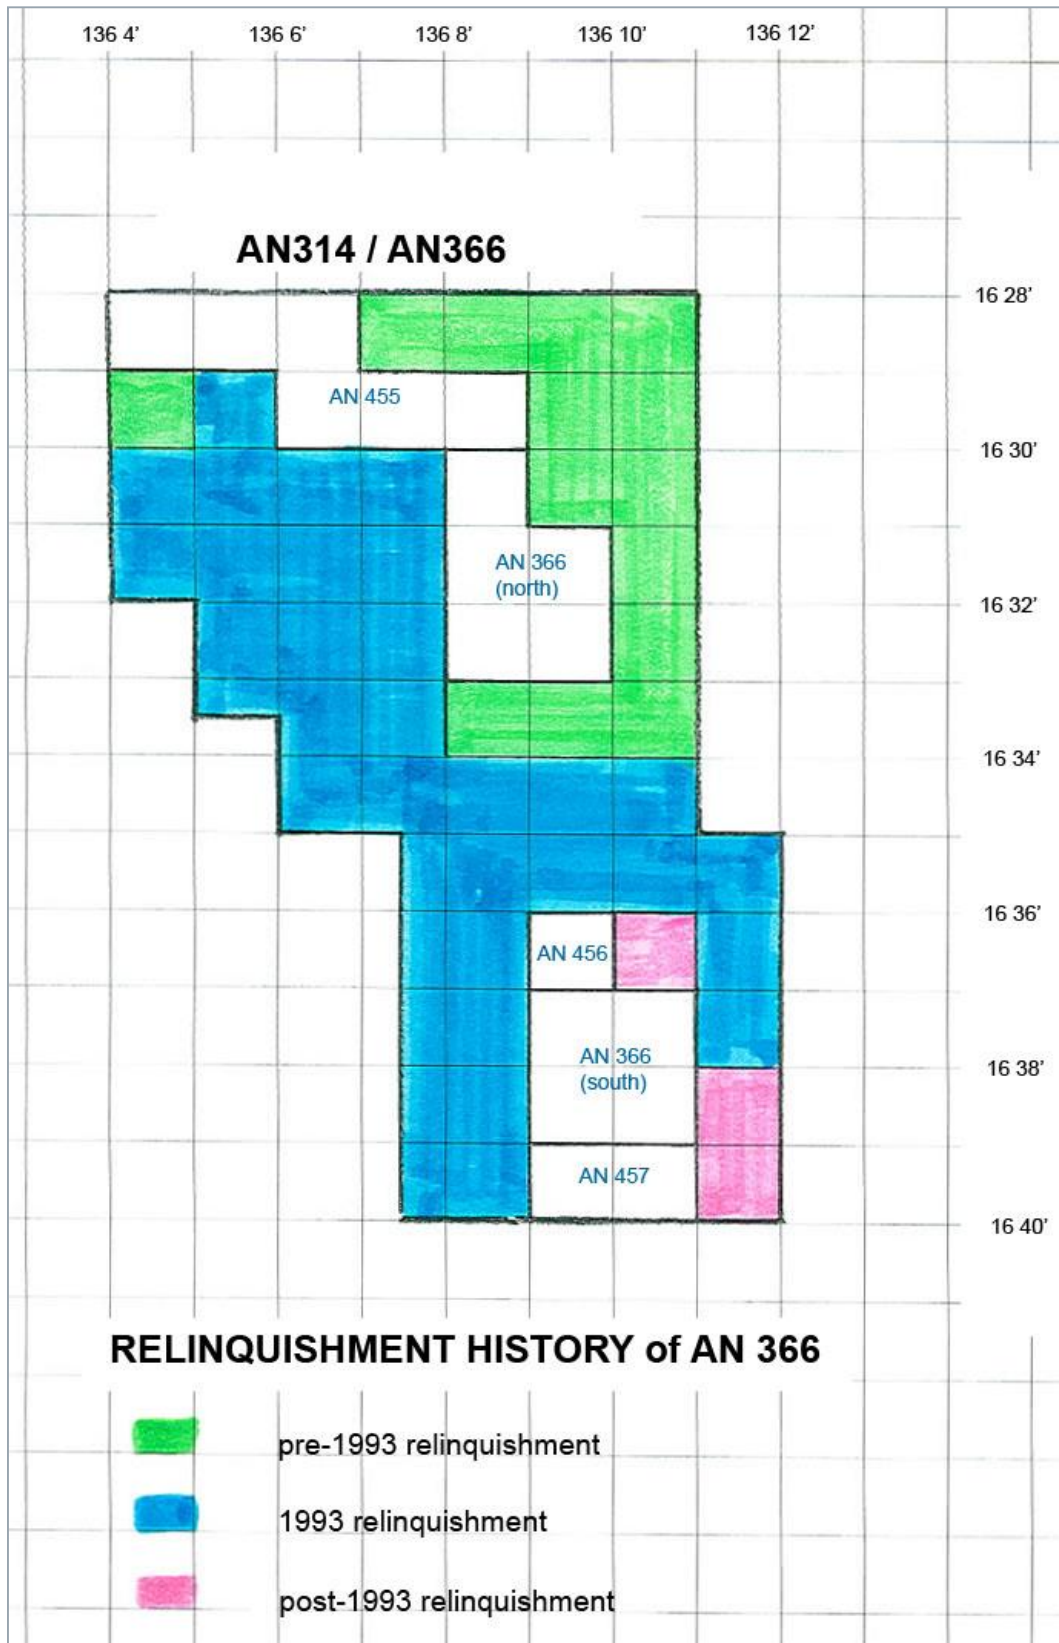 136 4’ 136 6’ 136 8’ 136 10’ 136 12’
AN314 / AN366
16 28’
AN 455
16 30’
AN 366
(north)
16 32’
16 34’
16 36’
AN 456
AN 366
(south)
16 38’
AN 457
16 40’
RELINQUISHMENT HISTORY of AN 366
pre-1993 relinquishment
1993 relinquishment
post-1993 relinquishment